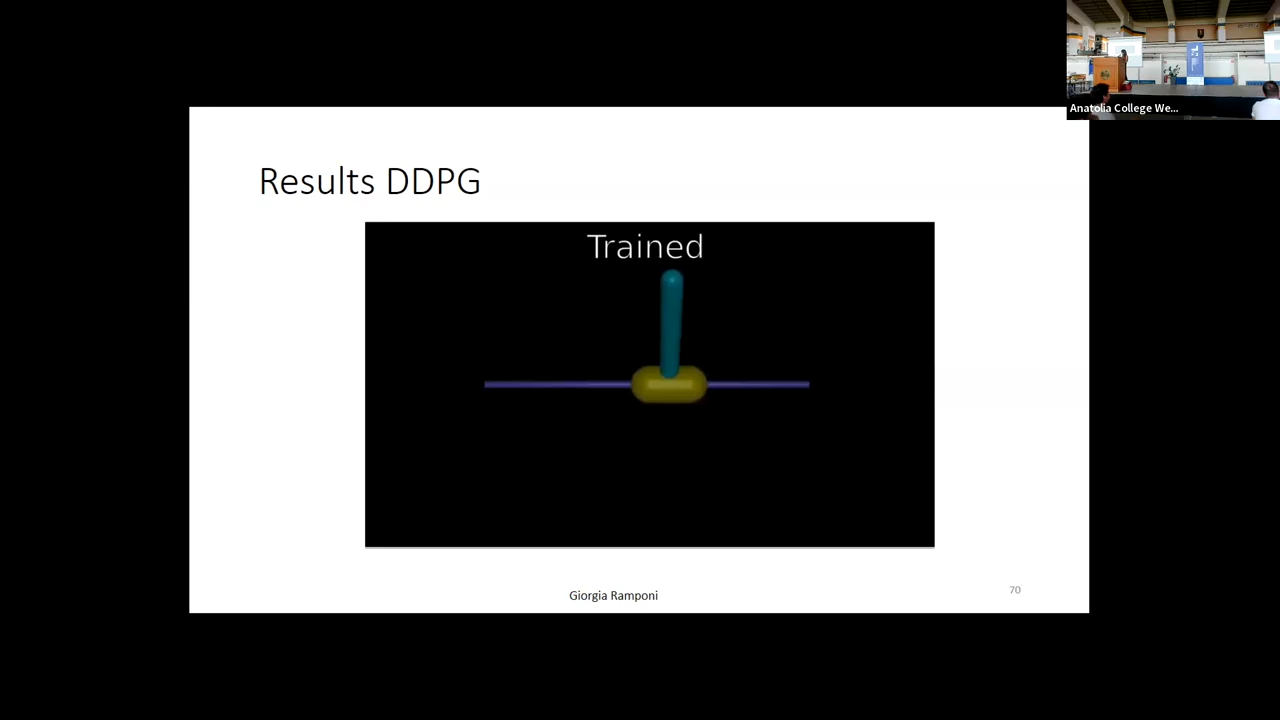 Anatolia College We...
Results DDPG
Trained
Giorgia Ramponi
70